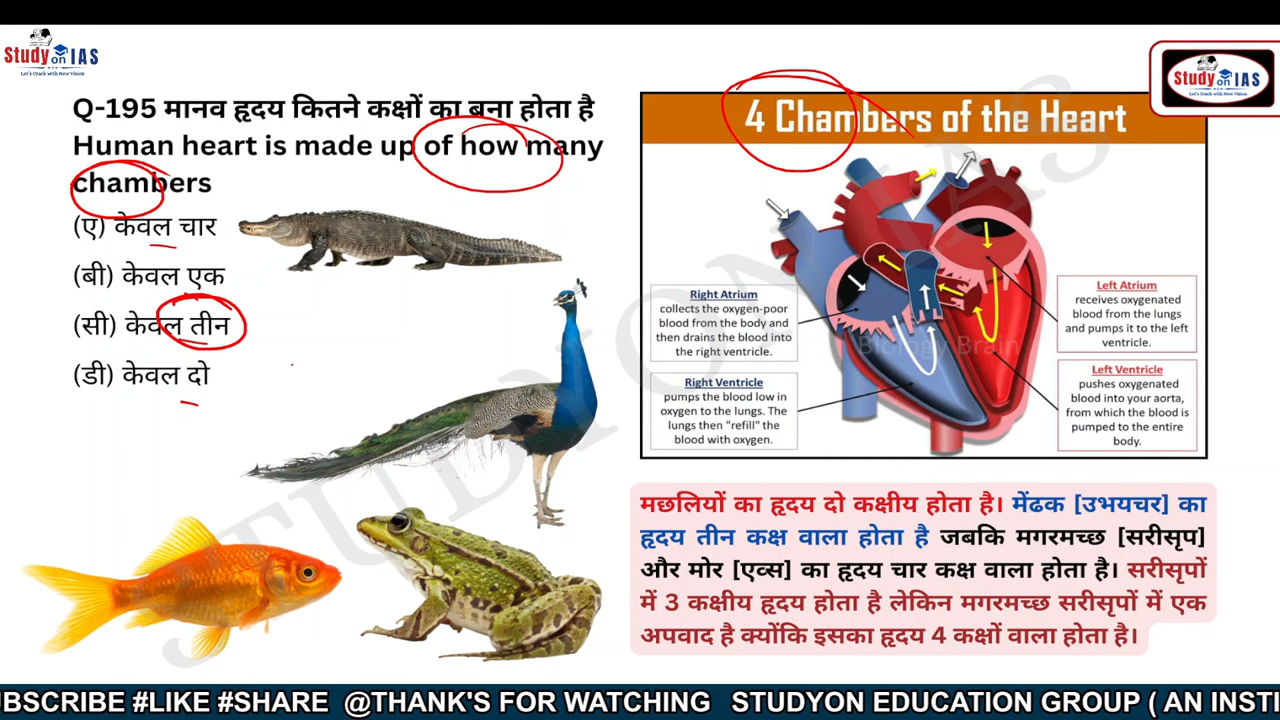 Study on IAS
Let's Crack with New Vision
Study on IAS
Let's Crack with New Vision
Q-195 मानव हृदय कितने कक्षों का बना होता है
Human heart is made up of how many
chambers
(ए) केवल चार
(बी) केवल एक
(सी) केवल तीन
(डी) केवल दो
4 Chambers of the Heart
Right Atrium
collects the oxygen-poor
blood from the body and
then drains the blood into
the right ventricle.
Right Ventricle
pumps the blood low in
oxygen to the lungs. The
lungs then "refill" the
blood with oxygen.
Left Atrium
receives oxygenated
blood from the lungs
and pumps it to the left
ventricle.
Left Ventricle
pushes oxygenated
blood into your aorta,
from which the blood is
pumped to the entire
body.
Biology Brain
STUDYON IAS
मछलियों का हृदय दो कक्षीय होता है। मेंढक [उभयचर] का
हृदय तीन कक्ष वाला होता है जबकि मगरमच्छ [सरीसृप]
और मोर [एव्स] का हृदय चार कक्ष वाला होता है। सरीसृपों
में 3 कक्षीय हृदय होता है लेकिन मगरमच्छ सरीसृपों में एक
अपवाद है क्योंकि इसका हृदय 4 कक्षों वाला होता है।
UBSCRIBE #LIKE #SHARE @THANK'S FOR WATCHING STUDYON EDUCATION GROUP ( AN INSTI